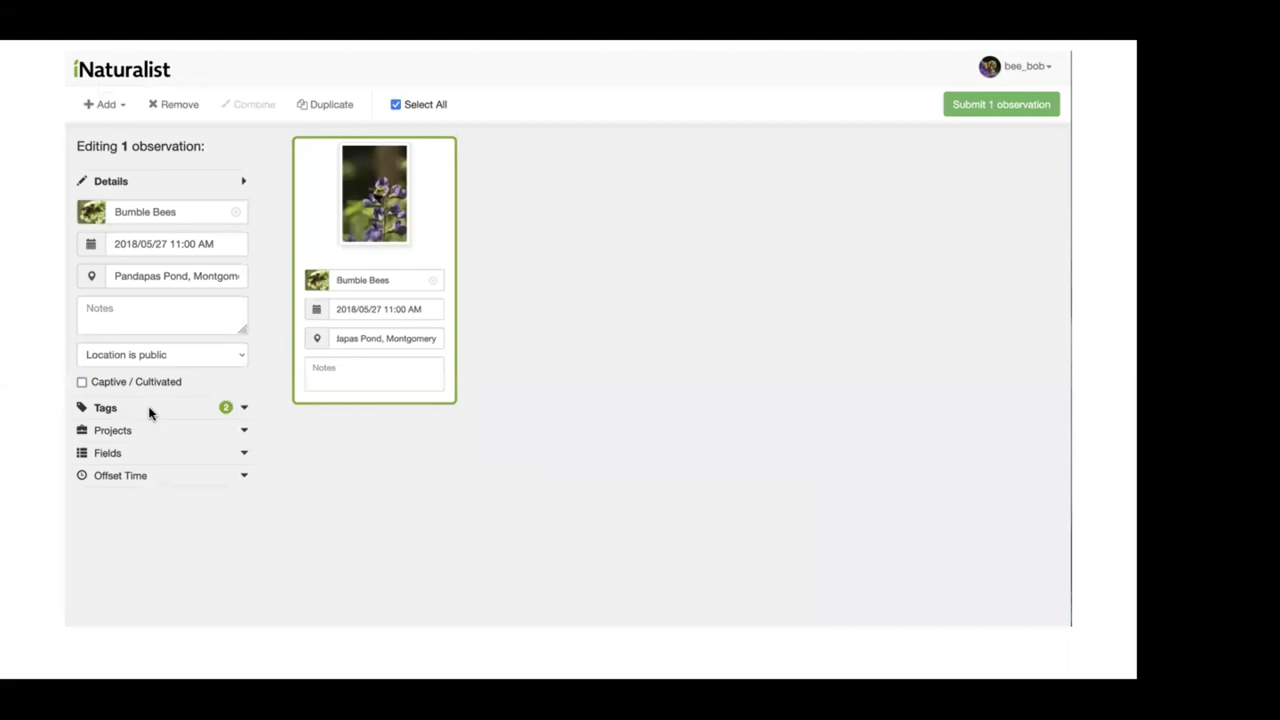 iNaturalist
bee_bob
Add
Remove
Combine
Duplicate
Select All
Submit 1 observation
Editing 1 observation:
Details
Bumble Bees
2018/05/27 11:00 AM
Pandapas Pond, Montgom
Notes
Location is public
Captive / Cultivated
Tags 2
Projects
Fields
Offset Time
Bumble Bees
2018/05/27 11:00 AM
apas Pond, Montgomery
Notes